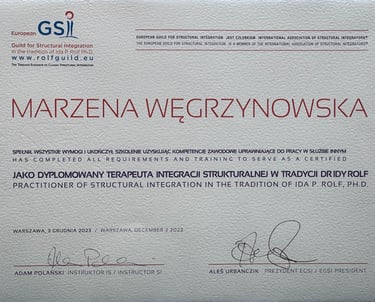 European GSI
Guild for Structural Integration
in the tradition of Ida P. Rolf Ph.D.
www.rolfguild.eu
EUROPEAN GUILD FOR STRUCTURAL INTEGRATION JEST CZŁONKIEM INTERNATIONAL ASSOCIATION OF STRUCTURAL INTEGRATORS®
THE EUROPEAN GUILD FOR STRUCTURAL INTEGRATION IS A MEMBER OF THE INTERNATIONAL ASSOCIATION OF STRUCTURAL INTEGRATORS®
MARZENA WĘGRZYNOWSKA
SPEŁNIŁ WSZYSTKIE WYMOGI I UKOŃCZYŁ SZKOLENIE UZYSKUJĄC KOMPETENCJE ZAWODOWE UPRAWNIAJĄCE DO PRACY W SŁUŻBIE INNYM
HAS COMPLETED ALL REQUIREMENTS AND TRAINING TO SERVE AS A CERTIFIED
JAKO DYPLOMOWANY TERAPEUTA INTEGRACJI STRUKTURALNEJ W TRADYCJI DR IDY ROLF
PRACTITIONER OF STRUCTURAL INTEGRATION IN THE TRADITION OF IDA P. ROLF, PH.D.
WARSZAWA, 3 GRUDNIA 2023 / WARSZAWA, DECEMBER 3 2023
ADAM POLAŃSKI INSTRUKTOR IS / INSTRUCTOR SI
ALEŠ URBANCZIK PREZYDENT EGSI / EGSI PRESIDENT